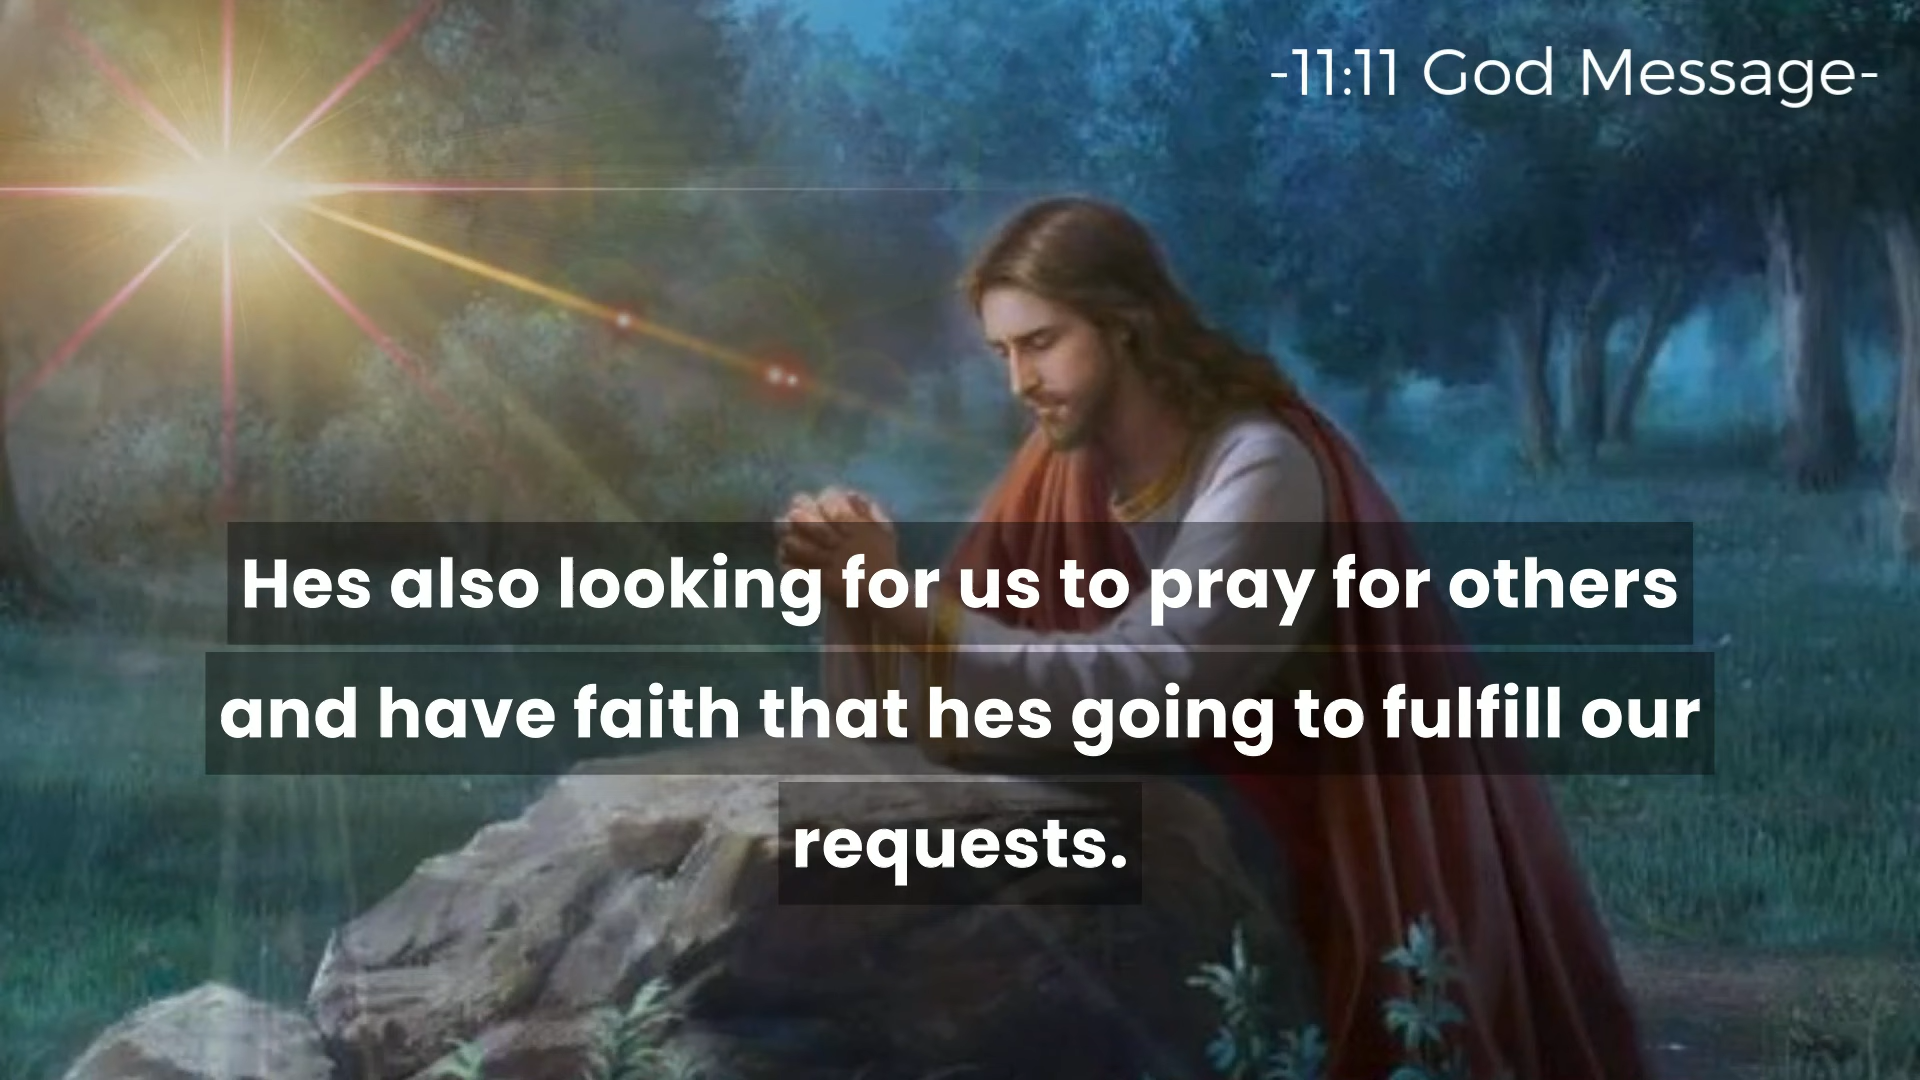 -11:11 God Message-
Hes also looking for us to pray for others
and have faith that hes going to fulfill our
requests.